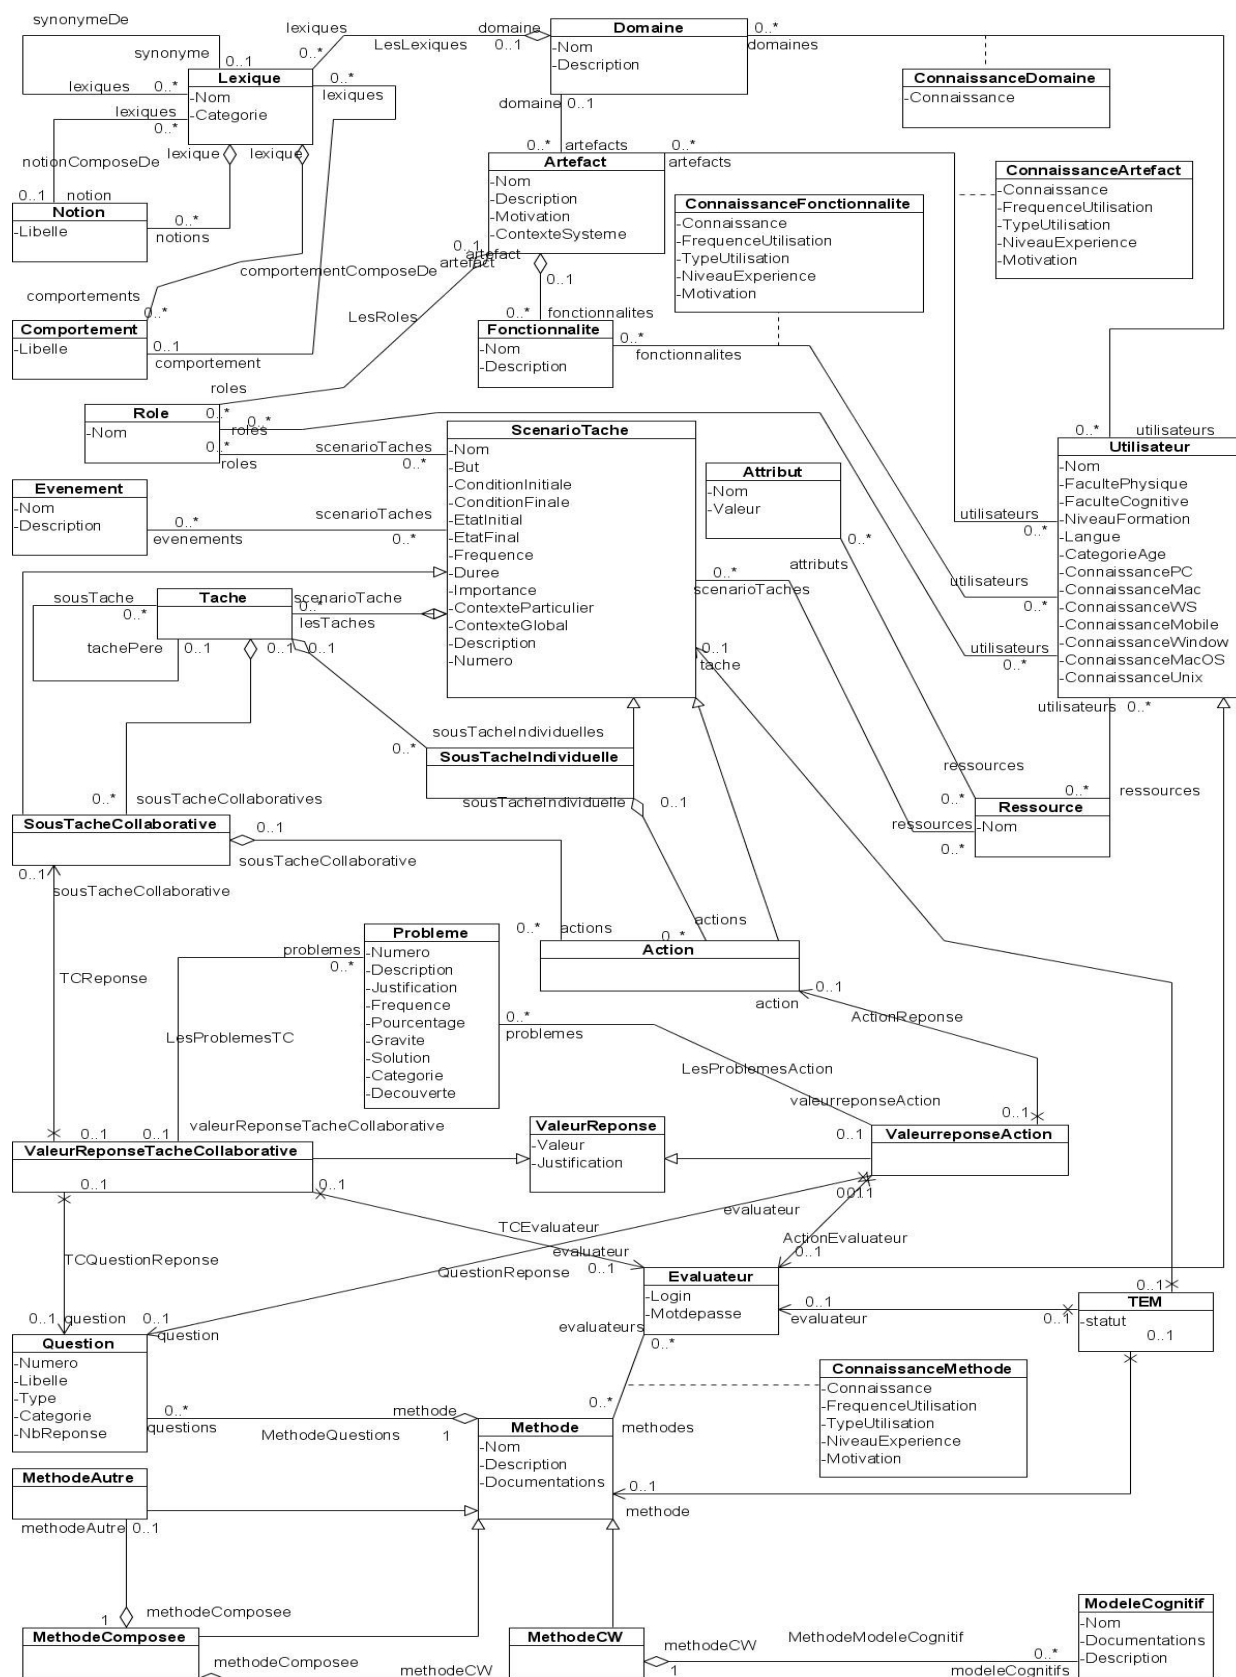 synonymeDe
synonyme
0..1
lexiques
0..*
Lexique
-Nom
-Categorie
lexiques
0..*
lexiques
0..*
LesLexiques
domaine
0..1
lexiques
0..*
Domaine
-Nom
-Description
0..*
domaines
ConnaissanceDomaine
-Connaissance
notionComposeDe
lexique
lexique
0..1
notion
Notion
-Libelle
0..*
notions
domaine 0..1
0..*
artefacts
Artefact
-Nom
-Description
-Motivation
-ContexteSysteme
0..*
artefacts
ConnaissanceArtefact
-Connaissance
-FrequenceUtilisation
-TypeUtilisation
-NiveauExperience
-Motivation
ConnaissanceFonctionnalite
-Connaissance
-FrequenceUtilisation
-TypeUtilisation
-NiveauExperience
-Motivation
0..1
artefact
artefact
0..1
comportementComposeDe
comportements
0..*
Comportement
-Libelle
0..1
comportement
LesRoles
0..*
fonctionnalites
Fonctionnalite
-Nom
-Description
0..*
fonctionnalites
roles
Role
-Nom
0..*
0..*
roles
0..*
roles
scenarioTaches
0..*
ScenarioTache
-Nom
-But
-ConditionInitiale
-ConditionFinale
-EtatInitial
-EtatFinal
-Frequence
-Duree
-Importance
-ContexteParticulier
-ContexteGlobal
-Description
-Numero
Evenement
-Nom
-Description
0..*
evenements
scenarioTaches
0..*
Attribut
-Nom
-Valeur
0..*
attributs
0..*
utilisateurs
Utilisateur
-Nom
-FacultePhysique
-FaculteCognitive
-NiveauFormation
-Langue
-CategorieAge
-ConnaissancePC
-ConnaissanceMac
-ConnaissanceWS
-ConnaissanceMobile
-ConnaissanceWindow
-ConnaissanceMacOS
-ConnaissanceUnix
utilisateurs
0..*
utilisateurs
0..*
utilisateurs
0..*
utilisateurs
0..*
sousTache
0..*
Tache
tachePere
0..1
0..1
0..1
scenarioTache
0..*
lesTaches
0..*
scenarioTaches
0..1
tache
sousTacheIndividuelles
0..*
SousTacheIndividuelle
sousTacheIndividuelle
0..1
ressources
0..*
0..*
ressources
Ressource
-Nom
ressources
0..*
0..*
sousTacheCollaboratives
SousTacheCollaborative
0..1
sousTacheCollaborative
0..1
sousTacheCollaborative
0..*
actions
actions
0..*
Action
0..1
action
ActionReponse
TCReponse
problemes
0..*
Probleme
-Numero
-Description
-Justification
-Frequence
-Pourcentage
-Gravite
-Solution
-Categorie
-Decouverte
0..*
problemes
LesProblemesTC
LesProblemesAction
valeurreponseAction
0..1
0..1
0..1
0..1
valeurReponseTacheCollaborative
ValeurReponseTacheCollaborative
0..1
0..1
ValeurReponse
-Valeur
-Justification
ValeurreponseAction
evaluateur
TCEvaluateur
ActionEvaluateur
evaluateur
0..1
0..1
TCQuestionReponse
QuestionReponse
0..1
question
0..1
question
Question
-Numero
-Libelle
-Type
-Categorie
-NbReponse
Evaluateur
-Login
-Motdepasse
0..1
evaluateur
0..1
0..1
TEM
-statut
0..1
evaluateurs
0..*
ConnaissanceMethode
-Connaissance
-FrequenceUtilisation
-TypeUtilisation
-NiveauExperience
-Motivation
0..*
questions
MethodeQuestions
methode
1
0..*
methodes
Methode
-Nom
-Description
-Documentations
0..1
methode
MethodeAutre
methodeAutre
0..1
1
methodeComposee
MethodeComposee
methodeComposee
methodeCW
MethodeCW
methodeCW
1
MethodeModeleCognitif
0..*
modeleCognitifs
ModeleCognitif
-Nom
-Documentations
-Description